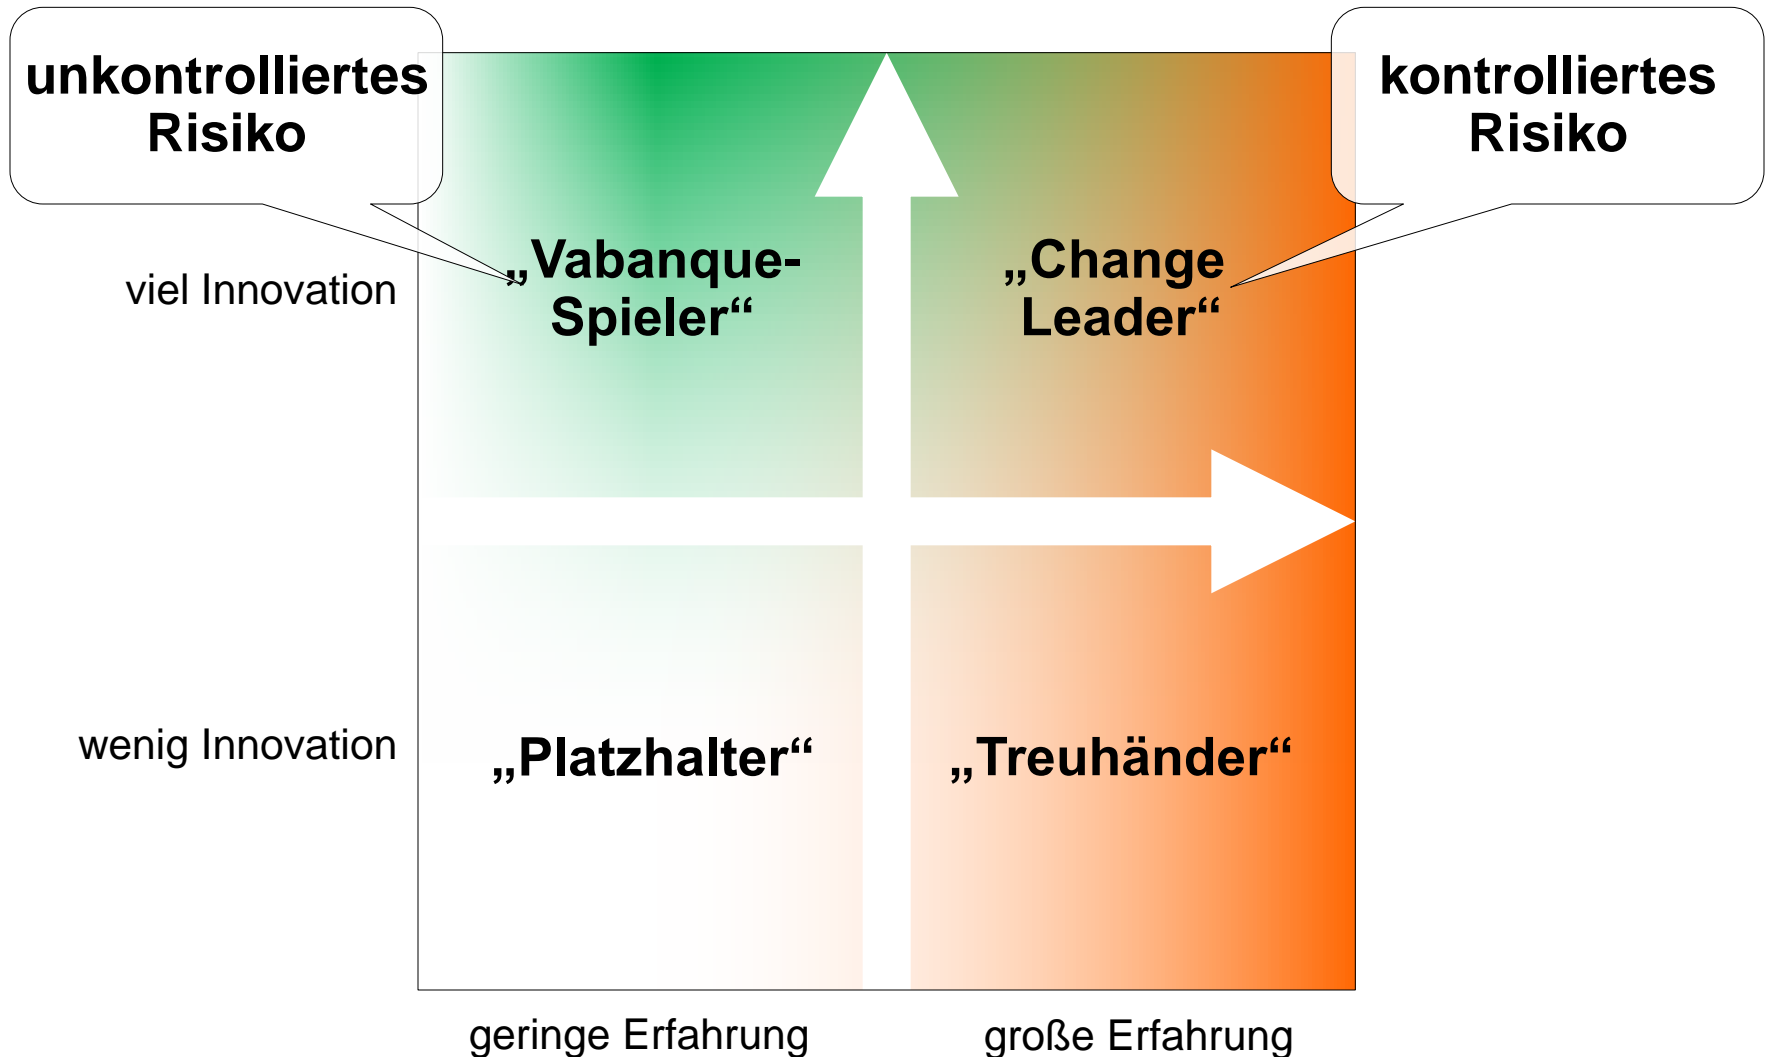 unkontrolliertes
Risiko
kontrolliertes
Risiko
viel Innovation
„Vabanque-
Spieler“
„Change
Leader“
wenig Innovation
„Platzhalter“
„Treuhänder“
geringe Erfahrung
große Erfahrung